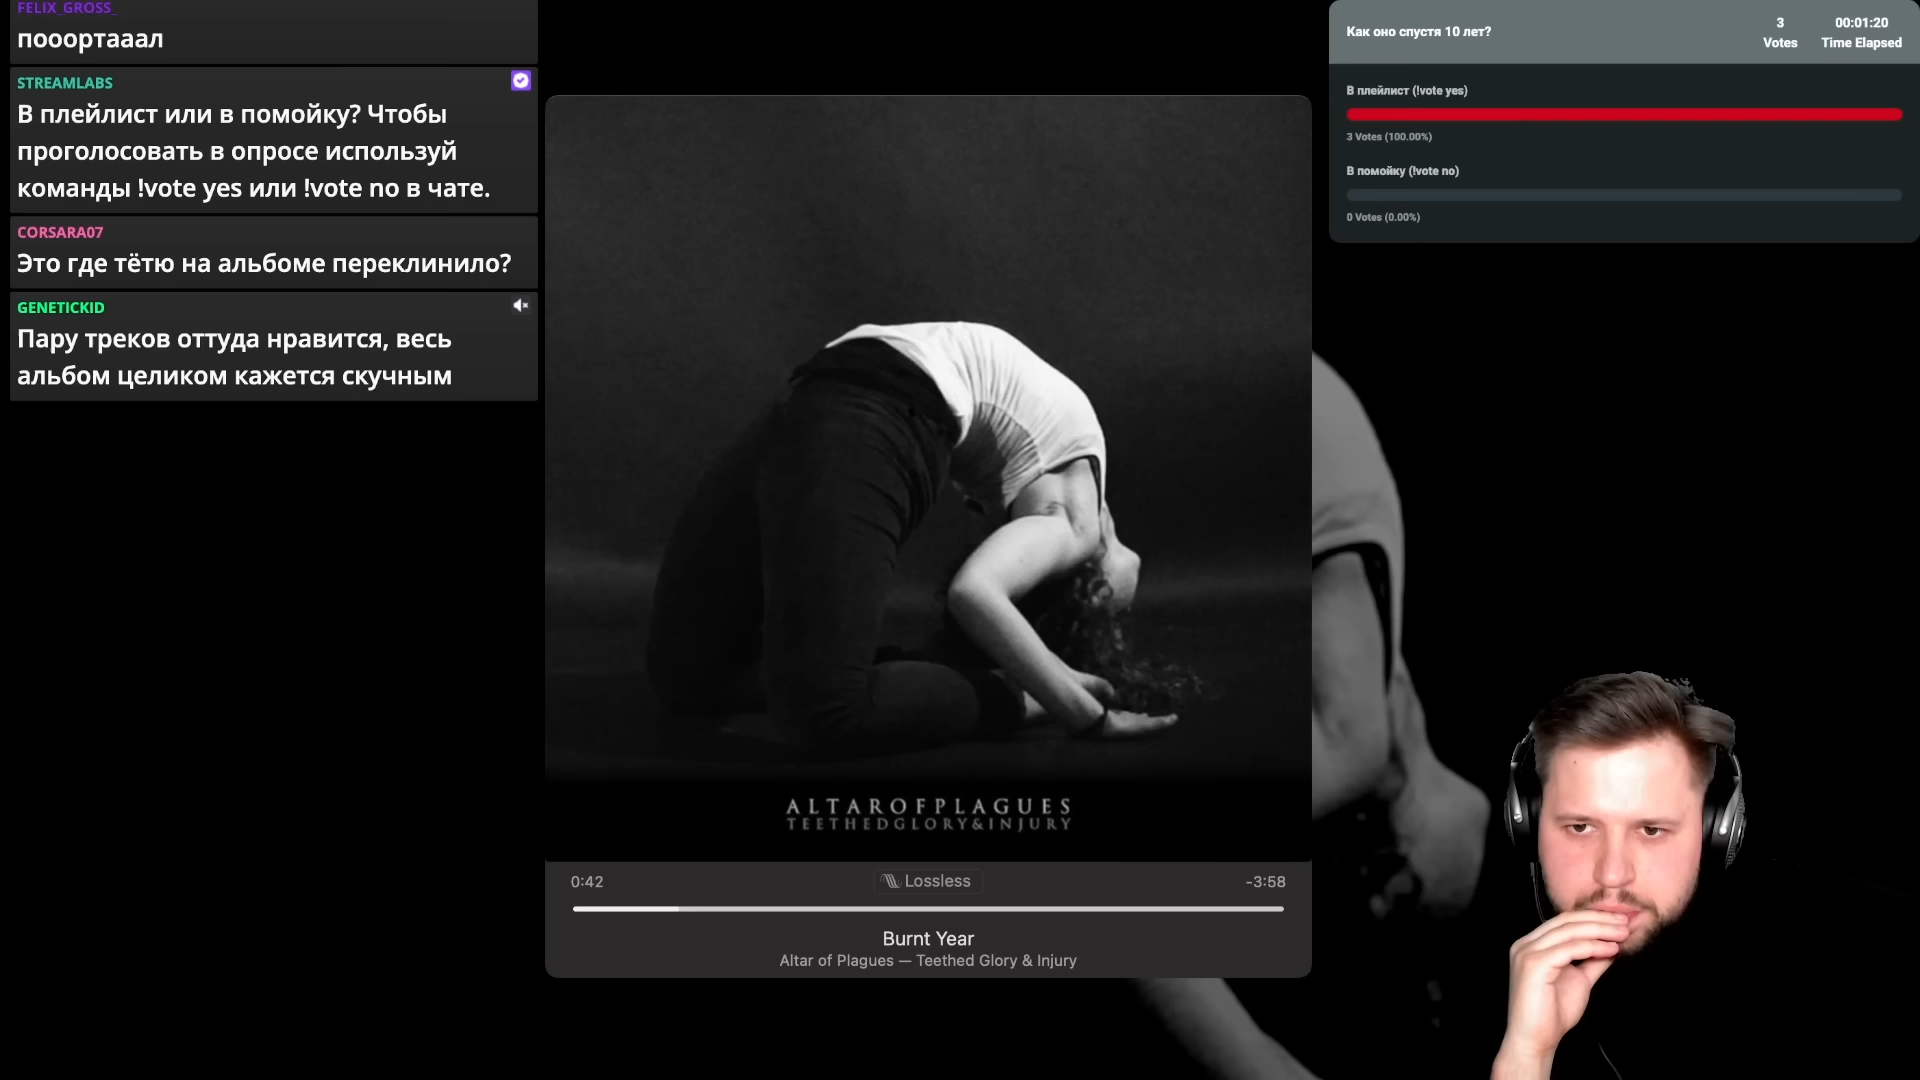 FELIX_GROSS_
пооортааал
STREAMLABS
В плейлист или в помойку? Чтобы
проголосовать в опросе используй
команды !vote yes или !vote no в чате.
CORSARA07
Это где тётю на альбоме переклинило?
GENETICKID
Пару треков оттуда нравится, весь
альбом целиком кажется скучным
ALTAROFPLAGUES
TEETHEDGLORY&INJURY
0:42
Lossless
-3:58
Burnt Year
Altar of Plagues — Teethed Glory & Injury
Как оно спустя 10 лет?
3
Votes
00:01:20
Time Elapsed
В плейлист (!vote yes)
3 Votes (100.00%)
В помойку (!vote no)
0 Votes (0.00%)